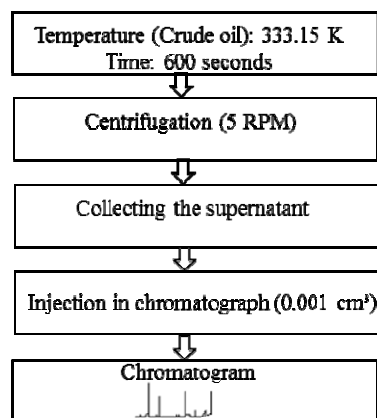 Temperature (Crude oil): 333.15 K
Time: 600 seconds
Centrifugation (5 RPM)
Collecting the supernatant
Injection in chromatograph (0.001 cm³)
Chromatogram